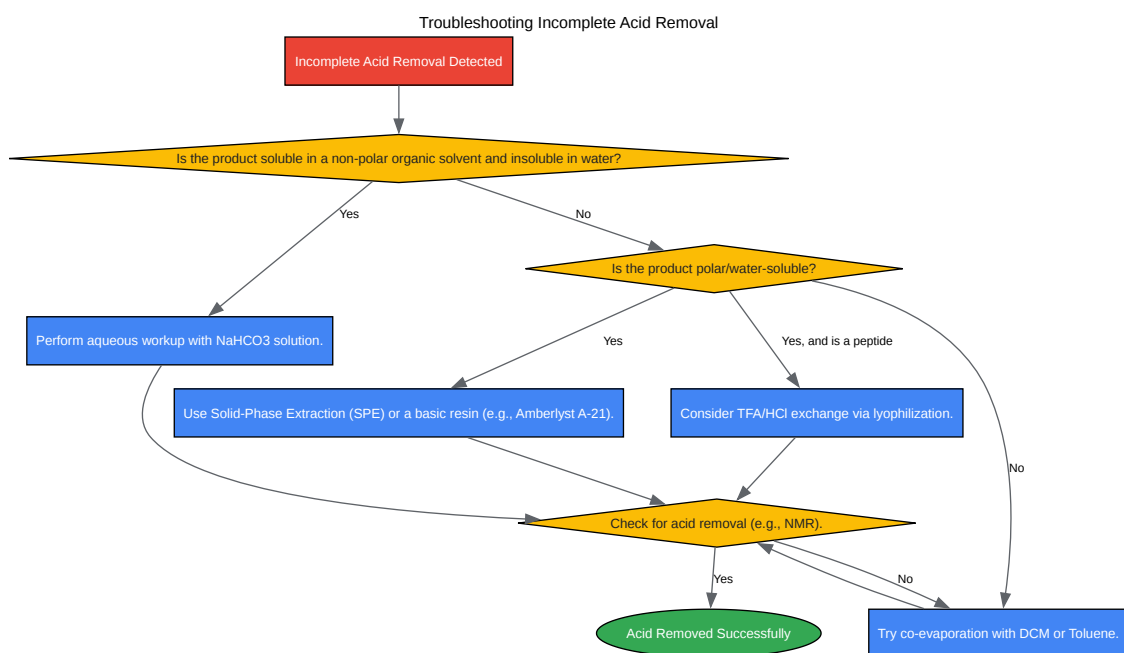 Troubleshooting Incomplete Acid Removal
Incomplete Acid Removal Detected
Is the product soluble in a non-polar organic solvent and insoluble in water?
Yes
No
Is the product polar/water-soluble?
Perform aqueous workup with NaHCO3 solution.
Yes
Yes, and is a peptide
Use Solid-Phase Extraction (SPE) or a basic resin (e.g., Amberlyst A-21).
Consider TFA/HCl exchange via lyophilization.
No
Check for acid removal (e.g., NMR).
Yes
No
Acid Removed Successfully
Try co-evaporation with DCM or Toluene.